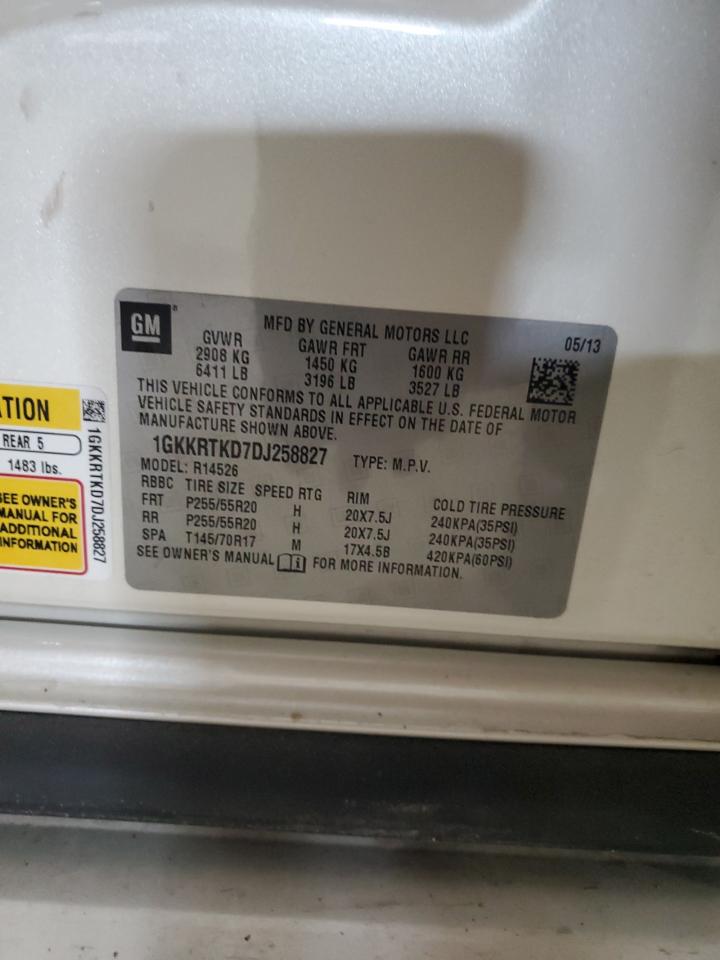 GM
MFD BY GENERAL MOTORS LLC
05/13
GVWR GAWR FRT GAWR RR
2908 KG 1450 KG 1600 KG
6411 LB 3196 LB 3527 LB
THIS VEHICLE CONFORMS TO ALL APPLICABLE U.S. FEDERAL MOTOR
VEHICLE SAFETY STANDARDS IN EFFECT ON THE DATE OF
MANUFACTURE SHOWN ABOVE.
1GKKRTKD7DJ258827 TYPE: M.P.V.
MODEL: R14526
RBBC TIRE SIZE SPEED RTG RIM COLD TIRE PRESSURE
FRT P255/55R20 H 20X7.5J 240KPA(35PSI)
RR P255/55R20 H 20X7.5J 240KPA(35PSI)
SPA T145/70R17 M 17X4.5B 420KPA(60PSI)
SEE OWNER'S MANUAL FOR MORE INFORMATION.
REAR 5
1483 lbs.
SEE OWNER'S
MANUAL FOR
ADDITIONAL
INFORMATION
1GKKRTKD7DJ258827